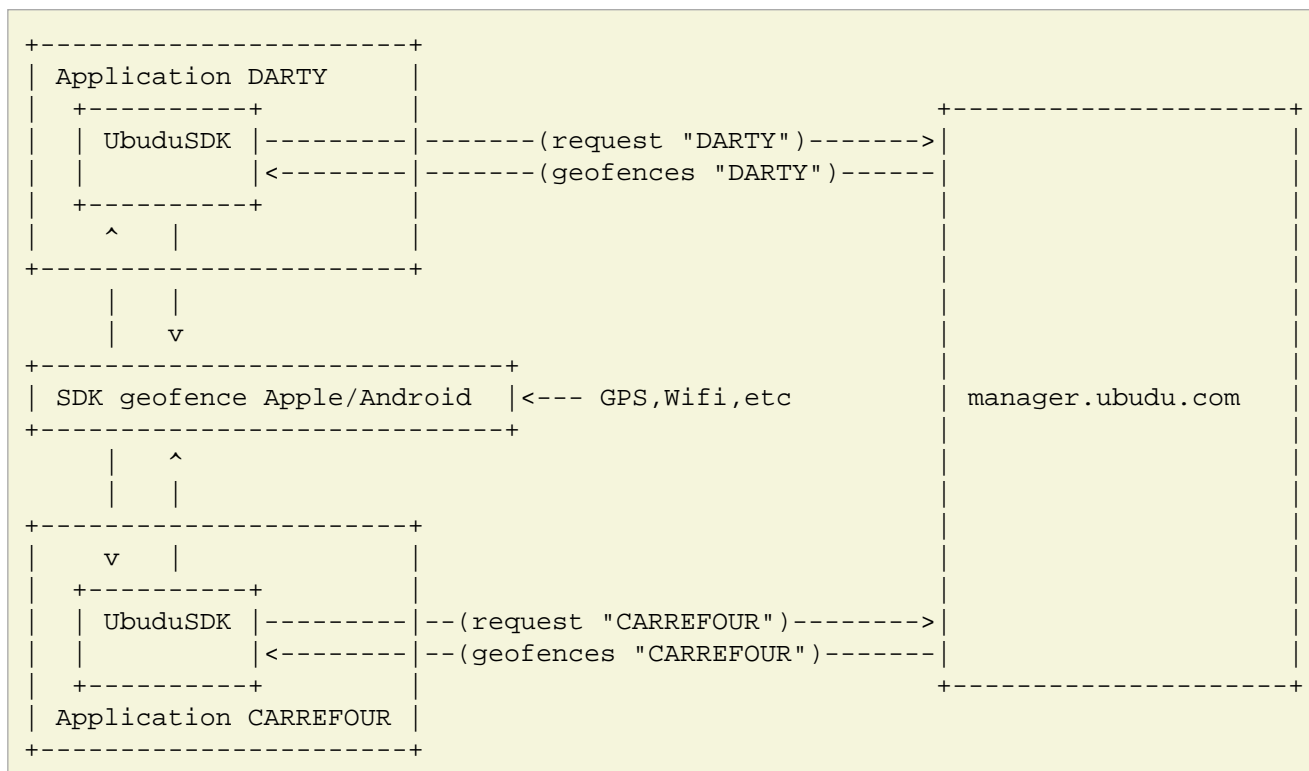 Application DARTY
UbuduSDK
(request "DARTY")
(geofences "DARTY")
SDK geofence Apple/Android <--- GPS,Wifi,etc manager.ubudu.com
UbuduSDK
(request "CARREFOUR")
(geofences "CARREFOUR")
Application CARREFOUR